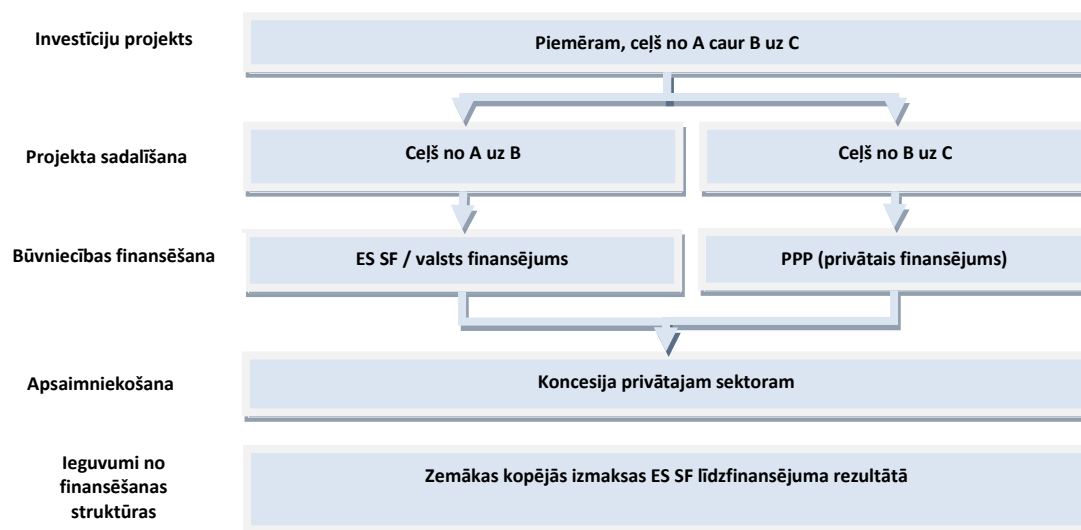 Investīciju projekts
Piemēram, ceļš no A caur B uz C
Projekta sadalīšana
Ceļš no A uz B
Ceļš no B uz C
Būvniecības finansēšana
ES SF / valsts finansējums
PPP (privātais finansējums)
Apsaimniekošana
Koncesija privātajam sektoram
Ieguvumi no
finansēšanas
struktūras
Zemākas kopējās izmaksas ES SF līdzfinansējuma rezultātā